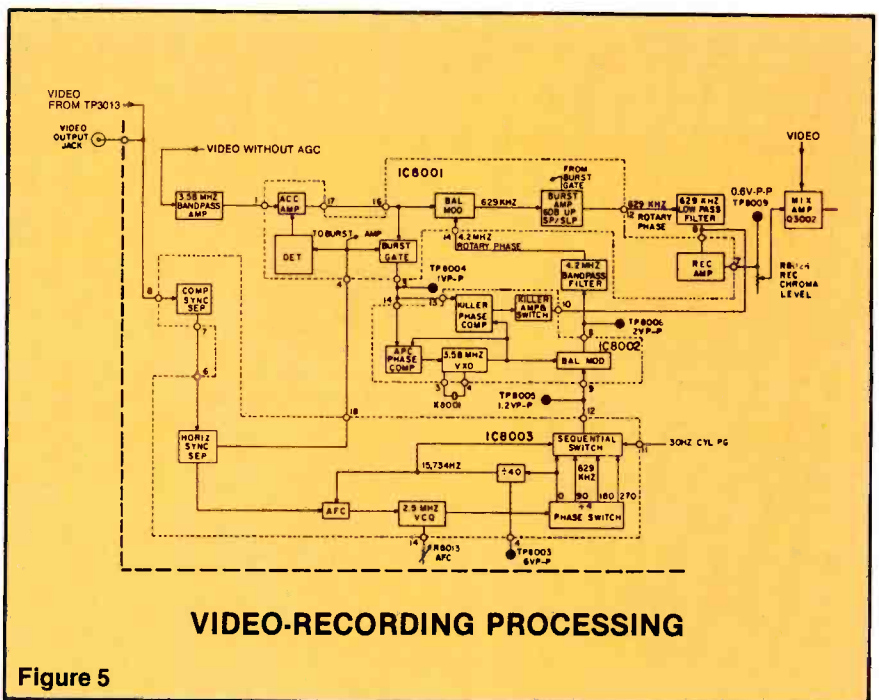 VIDEO
FROM TP3013
VIDEO
OUTPUT
JACK
VIDEO WITHOUT AGC
3.58 MHZ
BANDPASS
AMP
1
ACC
AMP
17
16
IC8001
BAL
MOD
629KHZ
FROM
BURST
GATE
BURST
AMP
6DB UP
SP/SLP
629 KHZ
12
ROTARY
PHASE
629 KHZ
LOW PASS
FILTER
0.6V-P-P
TP8009
VIDEO
MIX
AMP
Q3002
DET
TO BURST AMP
BURST
GATE
14
4.2 MHZ
ROTARY PHASE
8
REC
AMP
7
REC
CHROMA
LEVEL
4
TP8004
1VP-P
4.2 MHZ
BANDPASS
FILTER
8
COMP
SYNC
SEP
7
6
14
13
KILLER
PHASE
COMP
KILLER
AMP &
SWITCH
10
TP8006
2VP-P
8
IC8002
APC
PHASE
COMP
3.58 MHZ
VXO
BAL MOD
3
4
X8001
9
TP8005
1.2VP-P
12
18
HORIZ
SYNC
SEP
IC8003
SEQUENTIAL
SWITCH
30HZ CYL PG
11
15,734HZ
÷40
629
KHZ
0 90 180 270
÷4
PHASE SWITCH
AFC
2.5 MHZ
VCO
14
R8013
AFC
4
TP8003
6VP-P
VIDEO-RECORDING PROCESSING
Figure 5